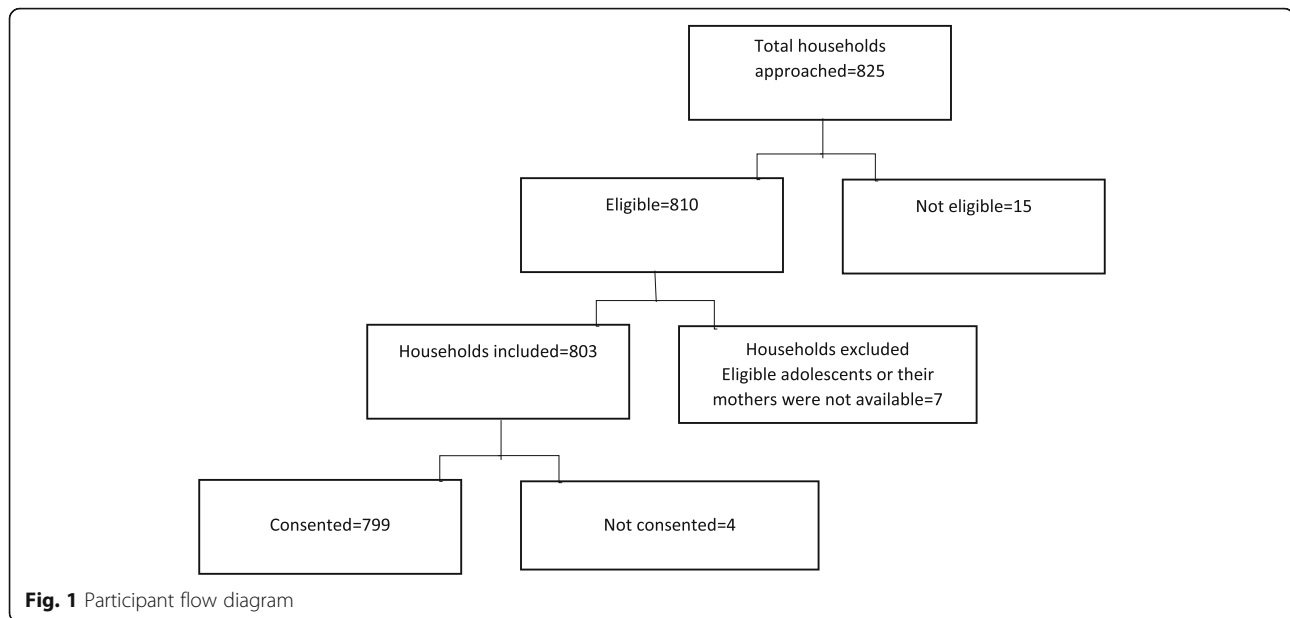 Total households
approached=825
Eligible=810
Not eligible=15
Households included=803
Households excluded
Eligible adolescents or their
mothers were not available=7
Consented=799
Not consented=4
Fig. 1 Participant flow diagram